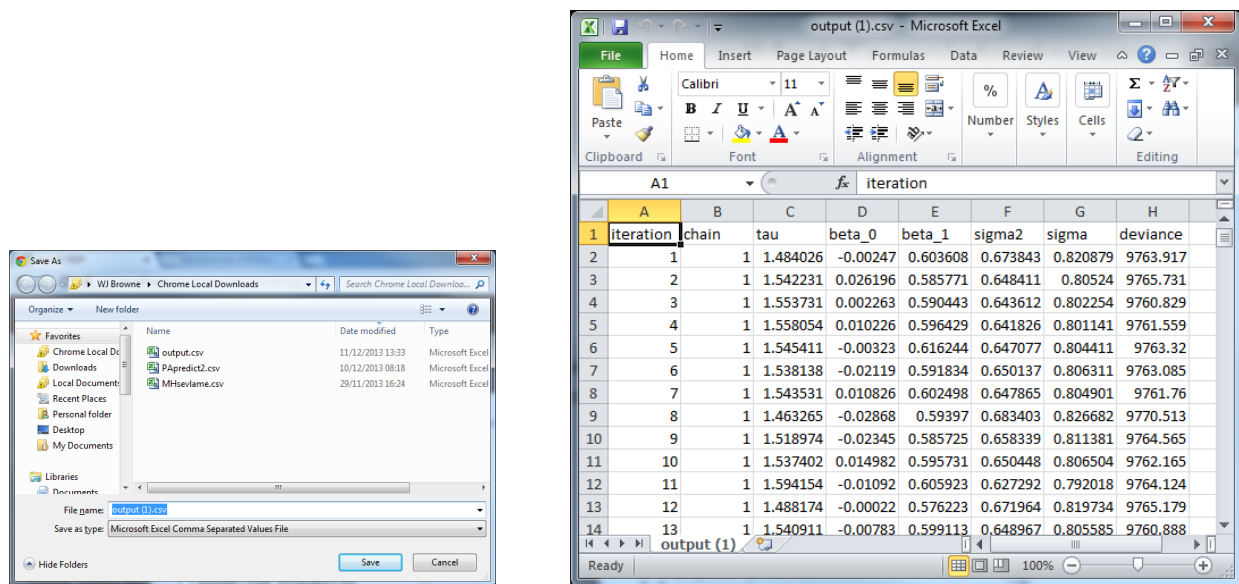 Save As
WJ Browne ▸ Chrome Local Downloads
Search Chrome Local Downloa...
Organize New folder
Name Date modified Type
Favorites
Chrome Local Dc
Downloads
Local Document:
Recent Places
Personal folder
Desktop
My Documents
Libraries
Documents
output.csv 11/12/2013 13:33 Microsoft Excel
PApredict2.csv 10/12/2013 08:18 Microsoft Excel
MHsevlame.csv 29/11/2013 16:24 Microsoft Excel
File name: output (1).csv
Save as type: Microsoft Excel Comma Separated Values File
Hide Folders Save Cancel
output (1).csv - Microsoft Excel
File Home Insert Page Layout Formulas Data Review View
Calibri 11
Paste
B I U A A
Number Styles Cells
Clipboard Font Alignment Editing
A1 fx iteration
A B C D E F G H
1 iteration chain tau beta_0 beta_1 sigma2 sigma deviance
2 1 1 1.484026 -0.00247 0.603608 0.673843 0.820879 9763.917
3 2 1 1.542231 0.026196 0.585771 0.648411 0.80524 9765.731
4 3 1 1.553731 0.002263 0.590443 0.643612 0.802254 9760.829
5 4 1 1.558054 0.010226 0.596429 0.641826 0.801141 9761.559
6 5 1 1.545411 -0.00323 0.616244 0.647077 0.804411 9763.32
7 6 1 1.538138 -0.02119 0.591834 0.650137 0.806311 9763.085
8 7 1 1.543531 0.010826 0.602498 0.647865 0.804901 9761.76
9 8 1 1.463265 -0.02868 0.59397 0.683403 0.826682 9770.513
10 9 1 1.518974 -0.02345 0.585725 0.658339 0.811381 9764.565
11 10 1 1.537402 0.014982 0.595731 0.650448 0.806504 9762.165
12 11 1 1.594154 -0.01092 0.605923 0.627292 0.792018 9764.124
13 12 1 1.488174 -0.00022 0.576223 0.671964 0.819734 9765.179
14 13 1 1.540911 -0.00783 0.599113 0.648967 0.805585 9760.888
output (1)
Ready 100%